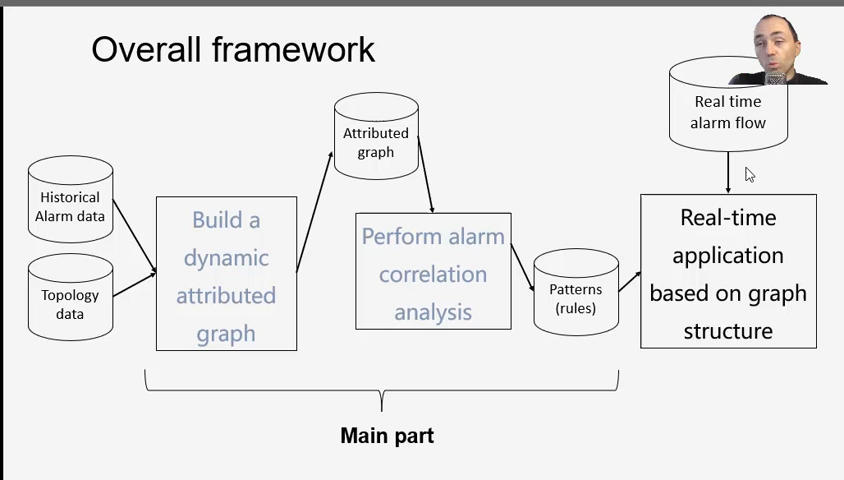 Overall framework
Real time
alarm flow
Attributed
graph
Historical
Alarm data
Topology
data
Build a
dynamic
attributed
graph
Perform alarm
correlation
analysis
Patterns
(rules)
Real-time
application
based on graph
structure
Main part